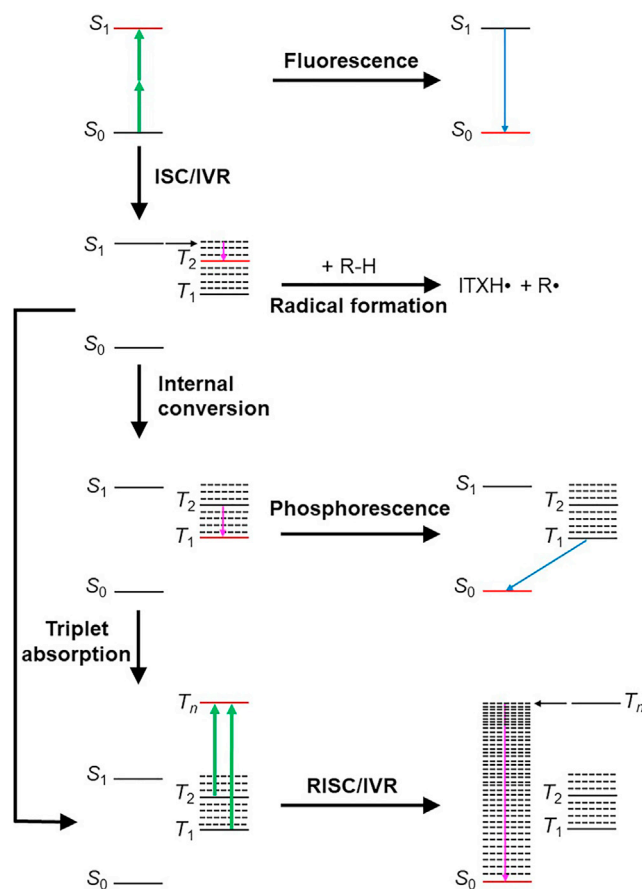 S₁
Fluorescence
S₁
S₀
S₀
ISC/IVR
S₁
T₂
T₁
+ R-H
Radical formation
ITXH• + R•
S₀
Internal
conversion
S₁
T₂
T₁
Phosphorescence
S₁
T₂
T₁
S₀
S₀
Triplet
absorption
Tₙ
Tₙ
S₁
T₂
T₁
RISC/IVR
T₂
T₁
S₀
S₀